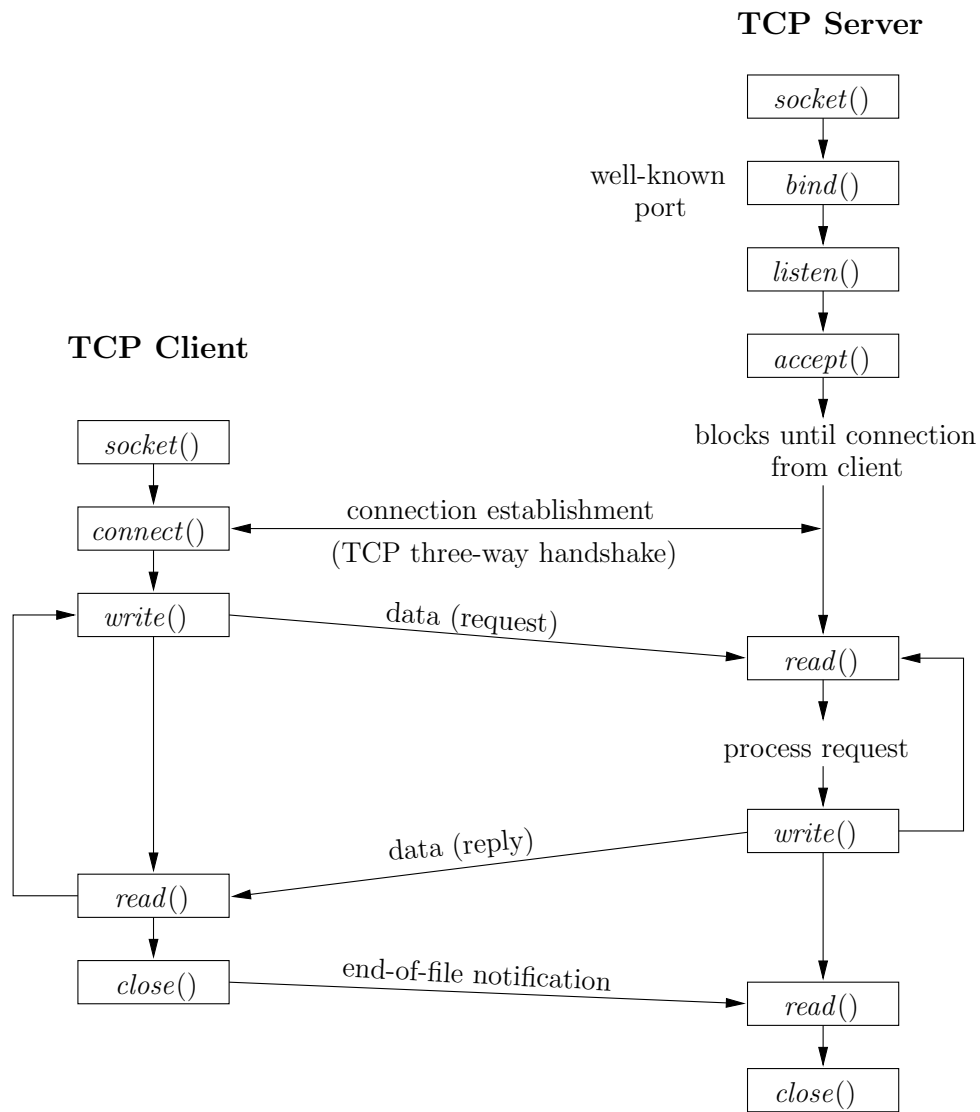 TCP Server
socket()
well-known
port
bind()
listen()
TCP Client
accept()
blocks until connection
from client
socket()
connect()
connection establishment
(TCP three-way handshake)
write()
data (request)
read()
process request
write()
data (reply)
read()
close()
end-of-file notification
read()
close()